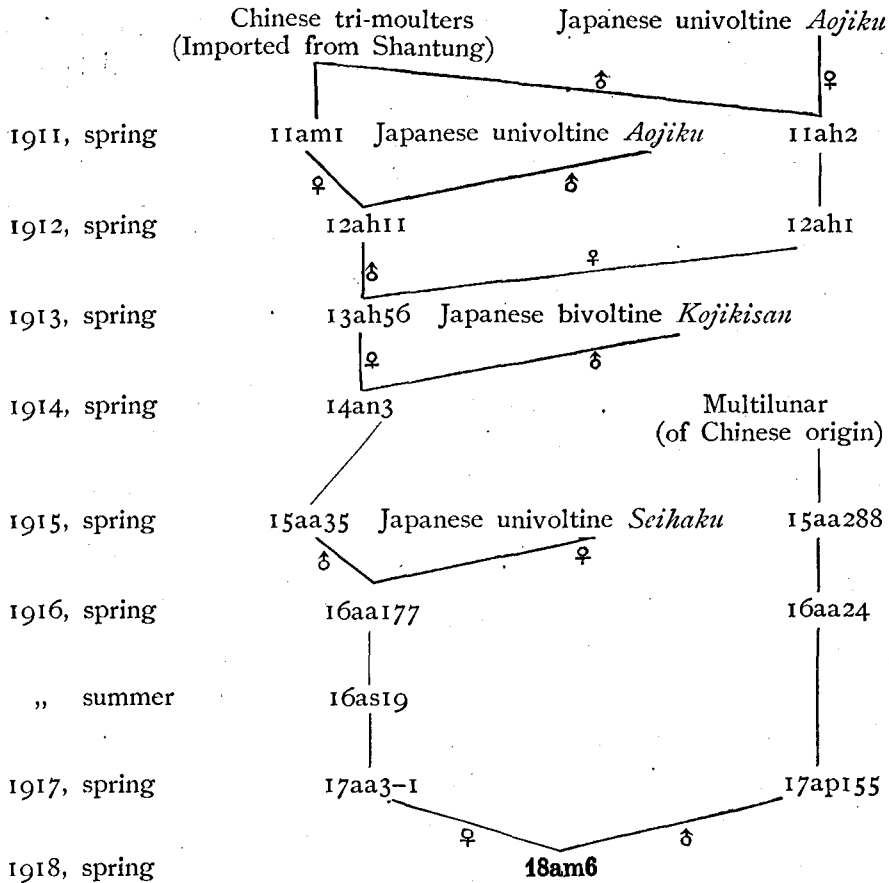 Chinese tri-moulters Japanese univoltine Aojiku
(Imported from Shantung)
♂ ♀
1911, spring 11am1 Japanese univoltine Aojiku 11ah2
♀ ♂
1912, spring 12ah11 12ah1
♂ ♀
1913, spring 13ah56 Japanese bivoltine Kojikisan
♀ ♂
1914, spring 14an3 Multilunar
(of Chinese origin)
1915, spring 15aa35 Japanese univoltine Seihaku 15aa288
♂ ♀
1916, spring 16aa177 16aa24
„ summer 16as19
1917, spring 17aa3-1 17ap155
♀ ♂
1918, spring 18am6